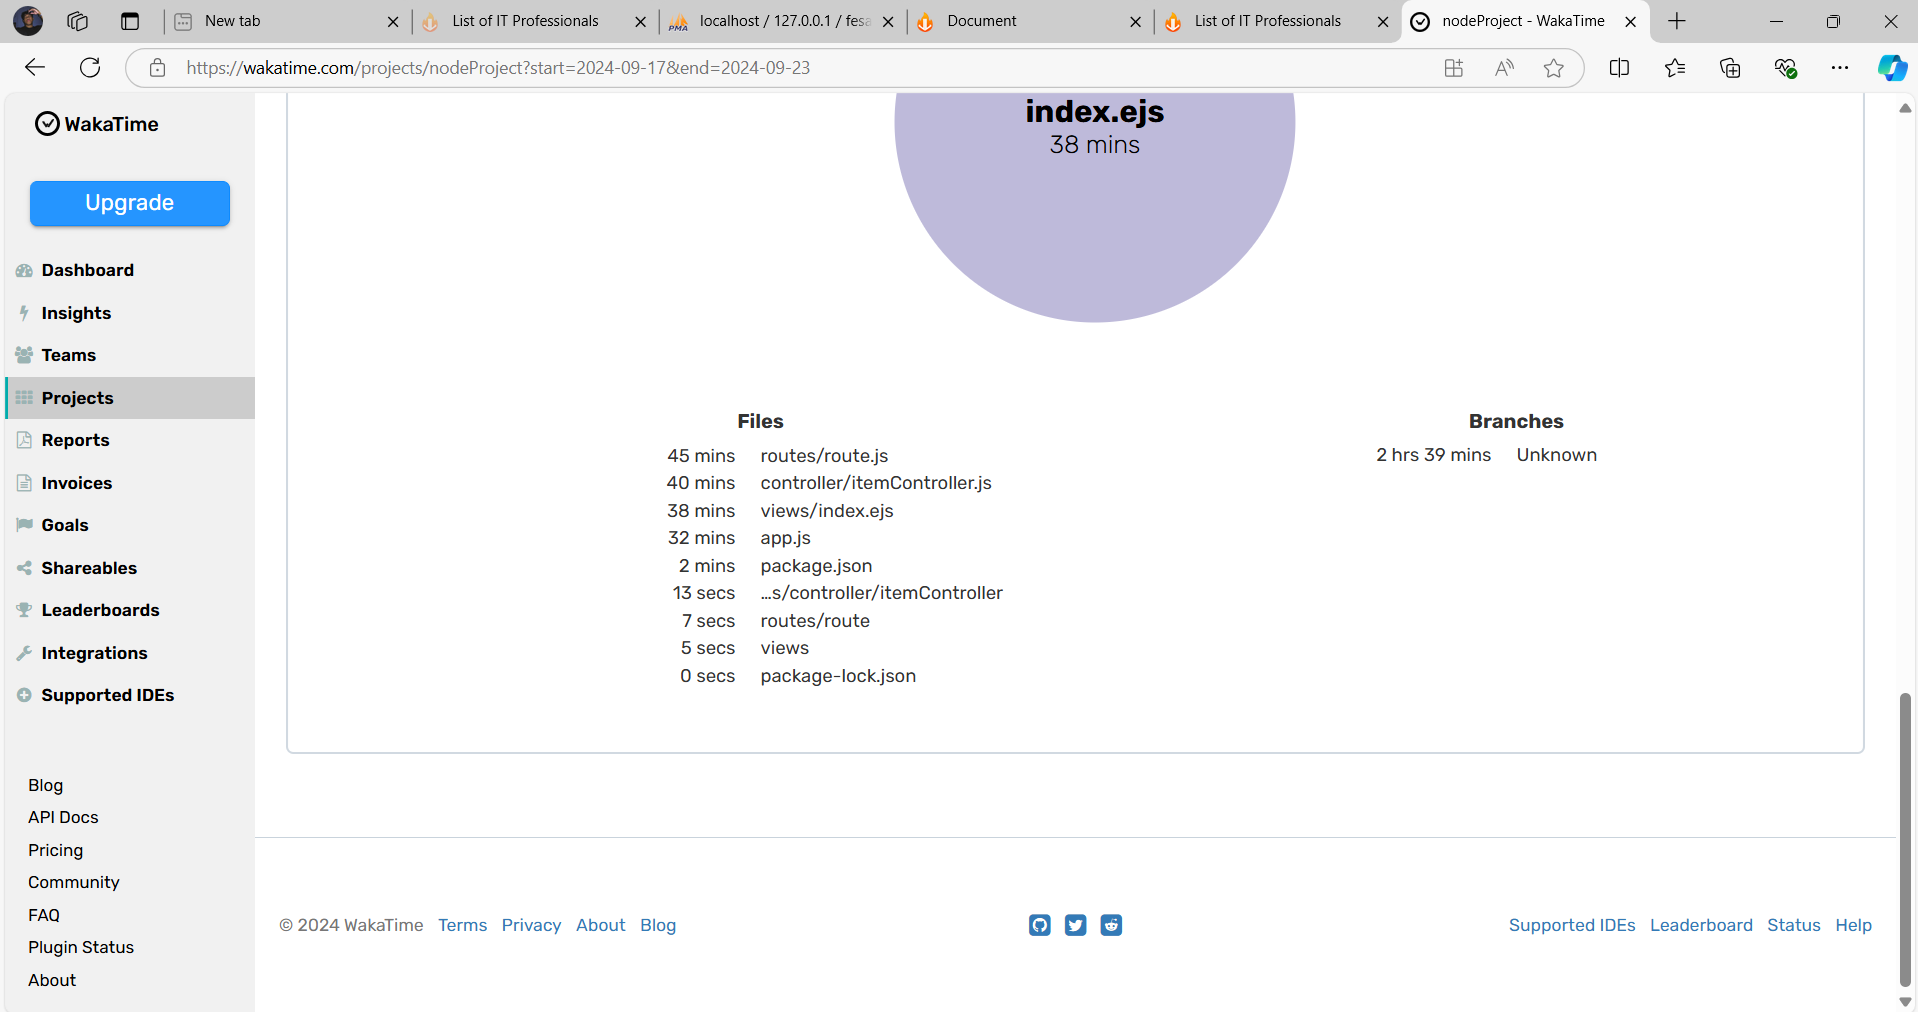 New tab
List of IT Professionals
localhost / 127.0.0.1 / fesa
Document
List of IT Professionals
nodeProject - WakaTime
https://wakatime.com/projects/nodeProject?start=2024-09-17&end=2024-09-23
WakaTime
Upgrade
Dashboard
Insights
Teams
Projects
Reports
Invoices
Goals
Shareables
Leaderboards
Integrations
Supported IDEs
Blog
API Docs
Pricing
Community
FAQ
Plugin Status
About
index.ejs
38 mins
Files
45 mins routes/route.js
40 mins controller/itemController.js
38 mins views/index.ejs
32 mins app.js
2 mins package.json
13 secs …s/controller/itemController
7 secs routes/route
5 secs views
0 secs package-lock.json
Branches
2 hrs 39 mins Unknown
© 2024 WakaTime Terms Privacy About Blog
Supported IDEs Leaderboard Status Help